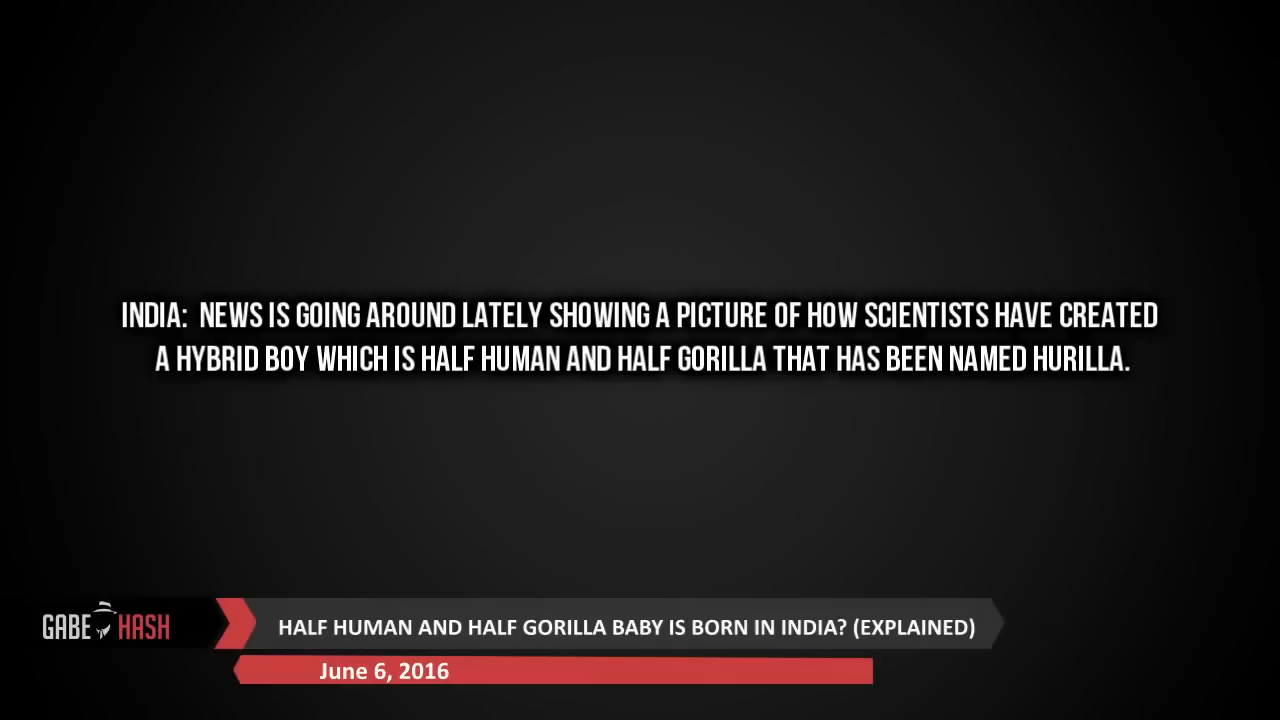 INDIA: NEWS IS GOING AROUND LATELY SHOWING A PICTURE OF HOW SCIENTISTS HAVE CREATED
A HYBRID BOY WHICH IS HALF HUMAN AND HALF GORILLA THAT HAS BEEN NAMED HURILLA.
GABE HASH
HALF HUMAN AND HALF GORILLA BABY IS BORN IN INDIA? (EXPLAINED)
June 6, 2016